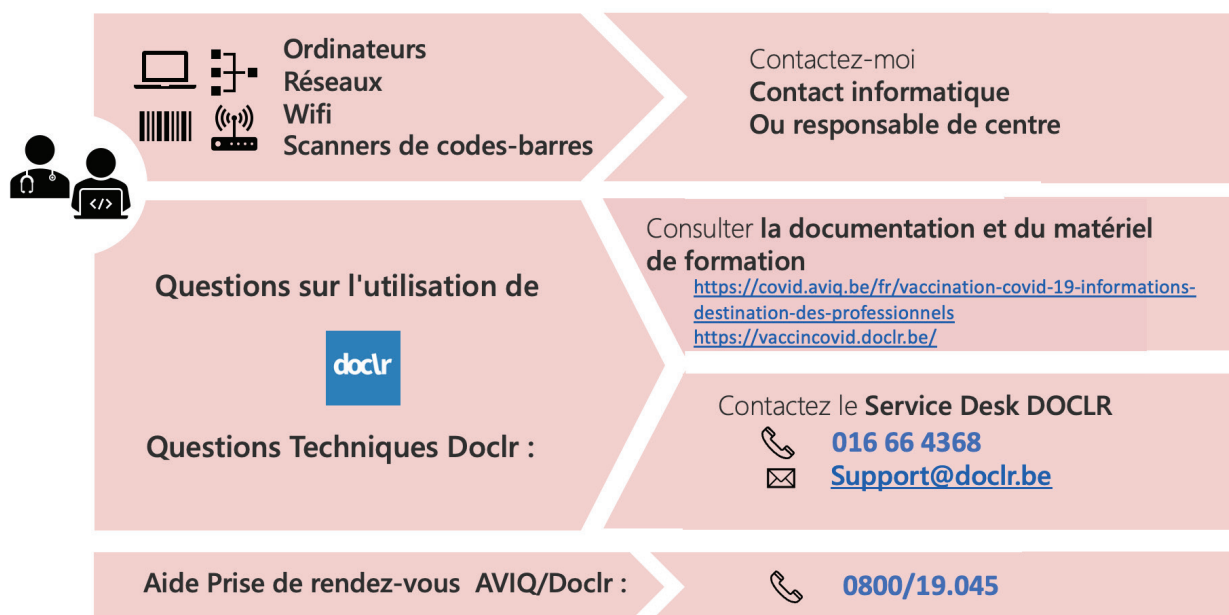 Ordinateurs
Réseaux
Wifi
Scanners de codes-barres
Contactez-moi
Contact informatique
Ou responsable de centre
</>
Questions sur l'utilisation de
doclr
Questions Techniques Doclr :
Consulter la documentation et du matériel
de formation
https://covid.aviq.be/fr/vaccination-covid-19-informations-
destination-des-professionnels
https://vaccincovid.doclr.be/
Contactez le Service Desk DOCLR
016 66 4368
Support@doclr.be
Aide Prise de rendez-vous AVIQ/Doclr :
0800/19.045